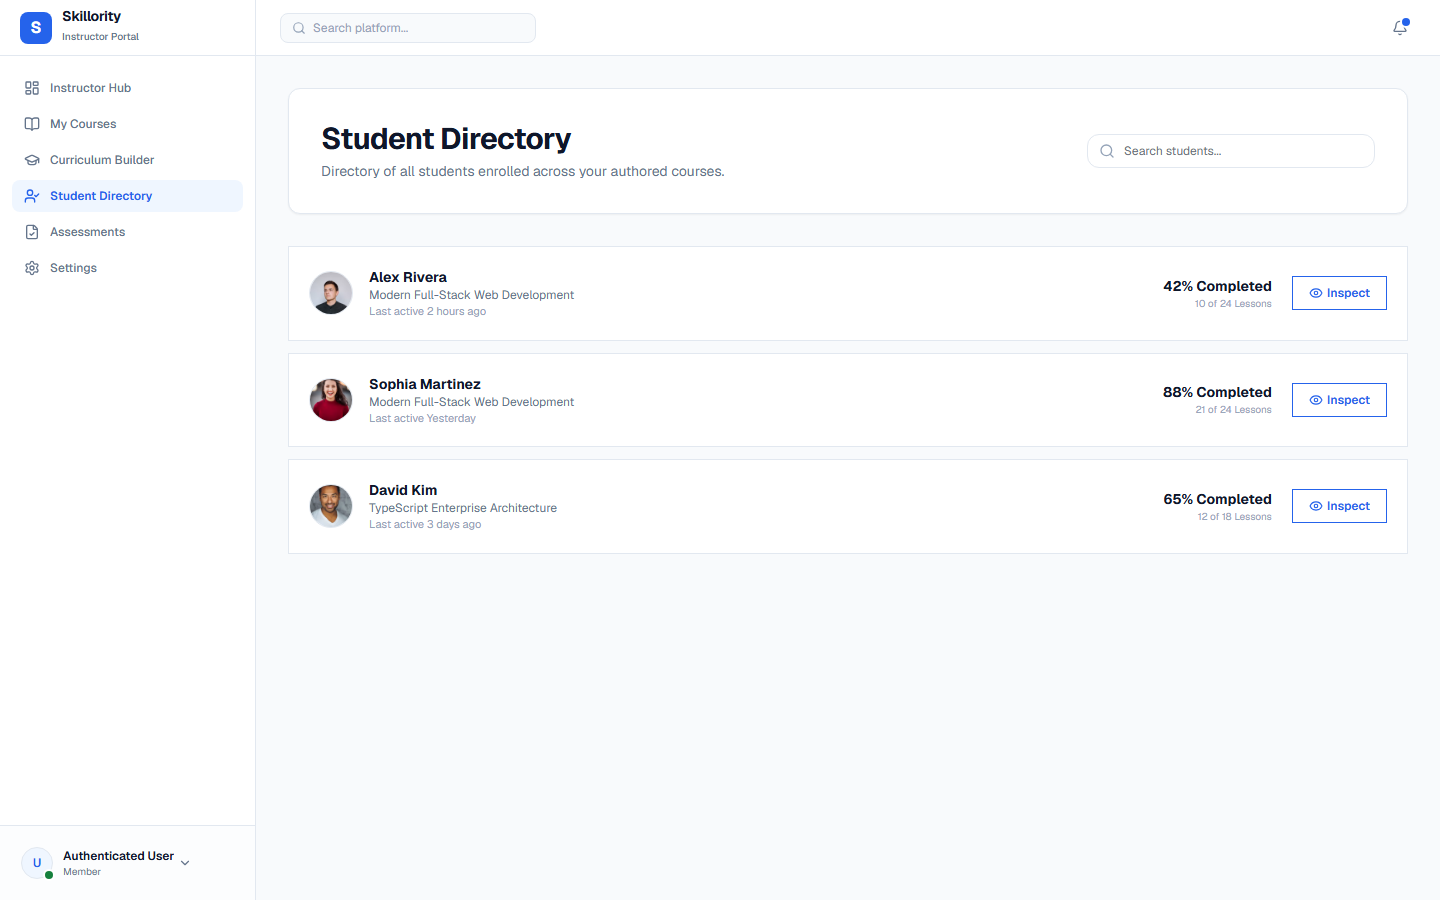 S
Skillority
Instructor Portal
Search platform...
Instructor Hub
My Courses
Curriculum Builder
Student Directory
Assessments
Settings
Student Directory
Directory of all students enrolled across your authored courses.
Search students...
Alex Rivera
Modern Full-Stack Web Development
Last active 2 hours ago
42% Completed
10 of 24 Lessons
Inspect
Sophia Martinez
Modern Full-Stack Web Development
Last active Yesterday
88% Completed
21 of 24 Lessons
Inspect
David Kim
TypeScript Enterprise Architecture
Last active 3 days ago
65% Completed
12 of 18 Lessons
Inspect
U
Authenticated User
Member